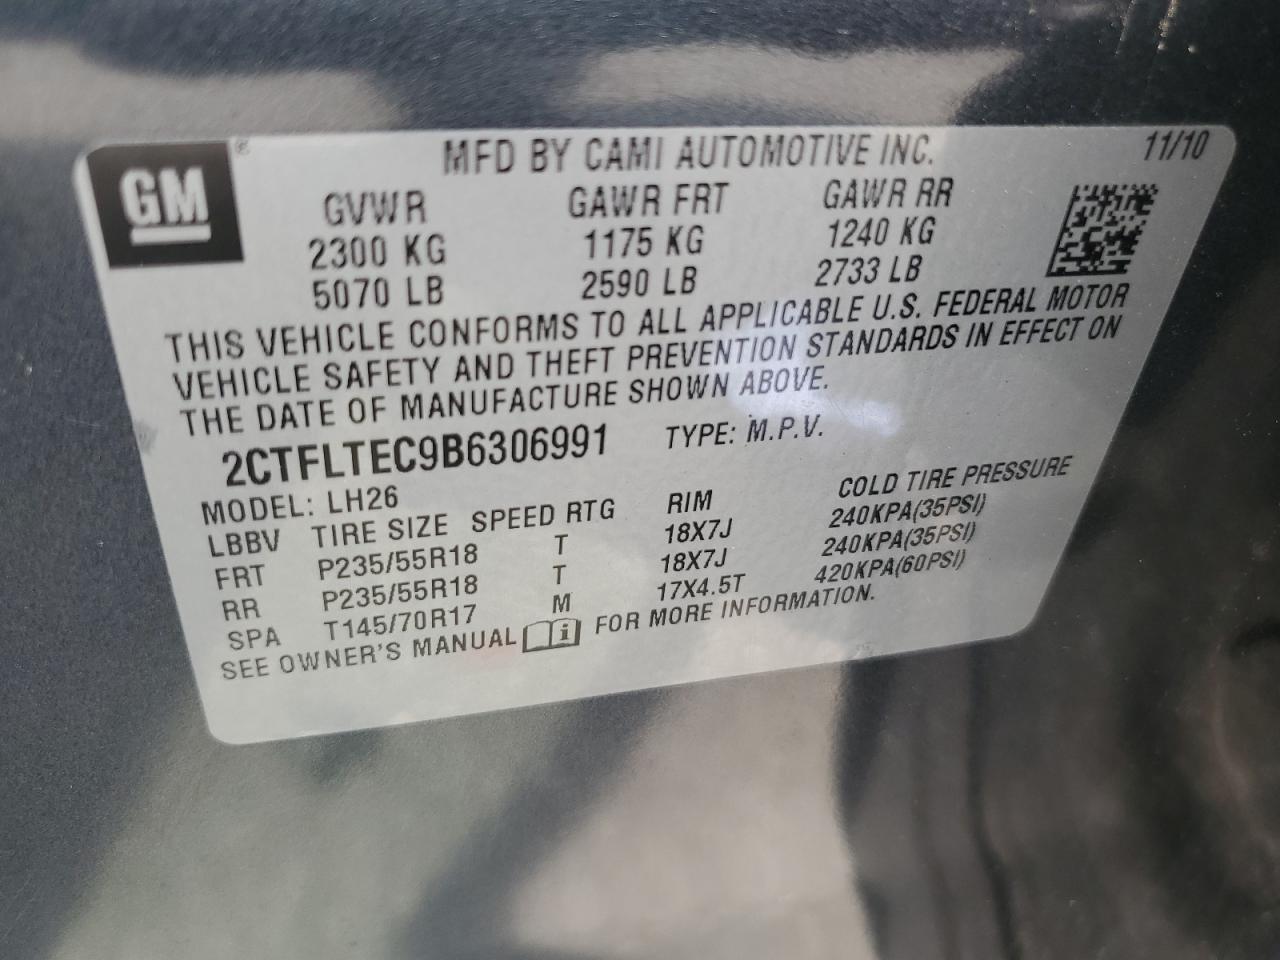 GM ®
MFD BY CAMI AUTOMOTIVE INC. 11/10
GVWR GAWR FRT GAWR RR
2300 KG 1175 KG 1240 KG
5070 LB 2590 LB 2733 LB
THIS VEHICLE CONFORMS TO ALL APPLICABLE U.S. FEDERAL MOTOR
VEHICLE SAFETY AND THEFT PREVENTION STANDARDS IN EFFECT ON
THE DATE OF MANUFACTURE SHOWN ABOVE.
2CTFLTEC9B6306991 TYPE: M.P.V.
MODEL: LH26
LBBV TIRE SIZE SPEED RTG RIM COLD TIRE PRESSURE
FRT P235/55R18 T 18X7J 240KPA(35PSI)
RR P235/55R18 T 18X7J 240KPA(35PSI)
SPA T145/70R17 M 17X4.5T 420KPA(60PSI)
SEE OWNER'S MANUAL i FOR MORE INFORMATION.